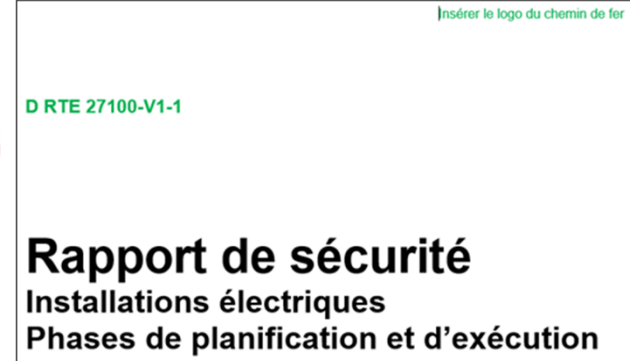 Insérer le logo du chemin de fer
D RTE 27100-V1-1
Rapport de sécurité
Installations électriques
Phases de planification et d’exécution